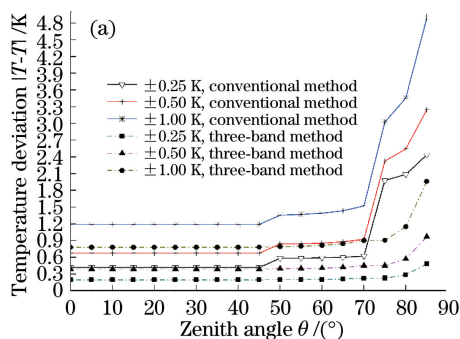 (a)
Temperature deviation |T-T| /K
4.8
4.5
4.2
3.9
3.6
3.3
3.0
2.7
2.4
2.1
1.8
1.5
1.2
0.9
0.6
0.3
0
±0.25 K, conventional method
±0.50 K, conventional method
±1.00 K, conventional method
±0.25 K, three-band method
±0.50 K, three-band method
±1.00 K, three-band method
0 10 20 30 40 50 60 70 80 90
Zenith angle θ /(°)